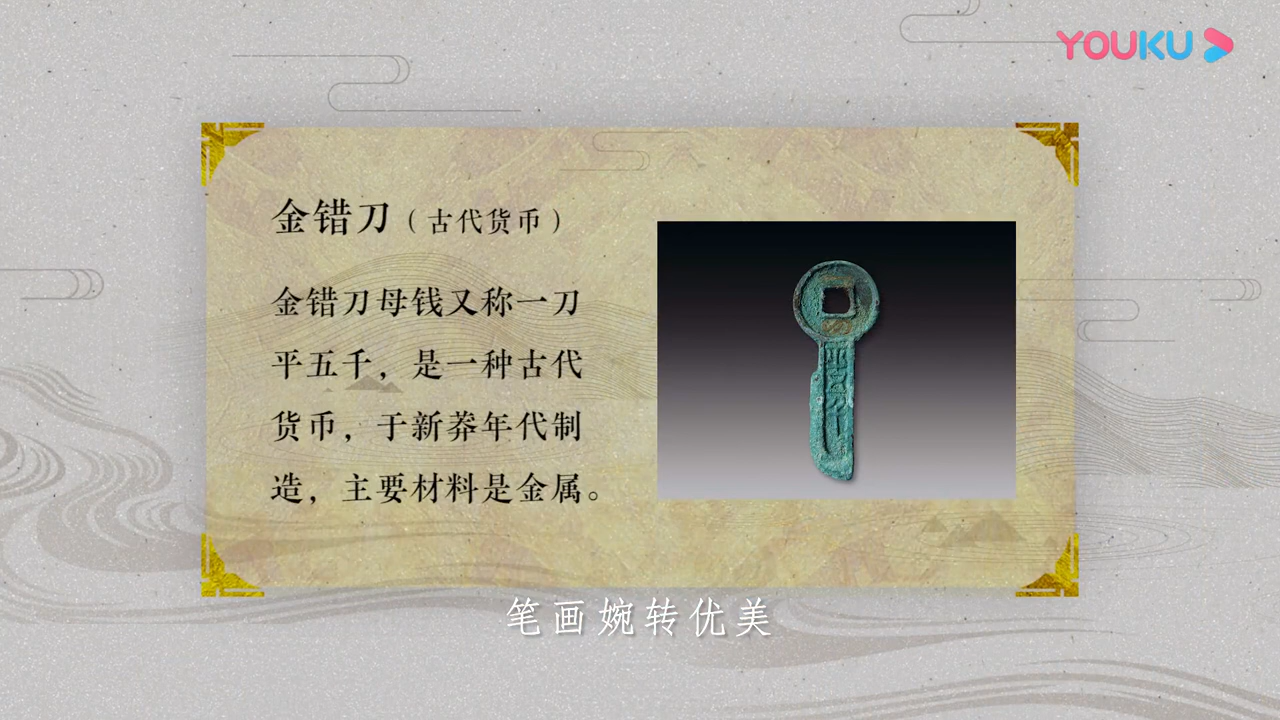 YOUKU
金错刀（古代货币）
金错刀母钱又称一刀
平五千，是一种古代
货币，于新莽年代制
造，主要材料是金属。
笔画婉转优美